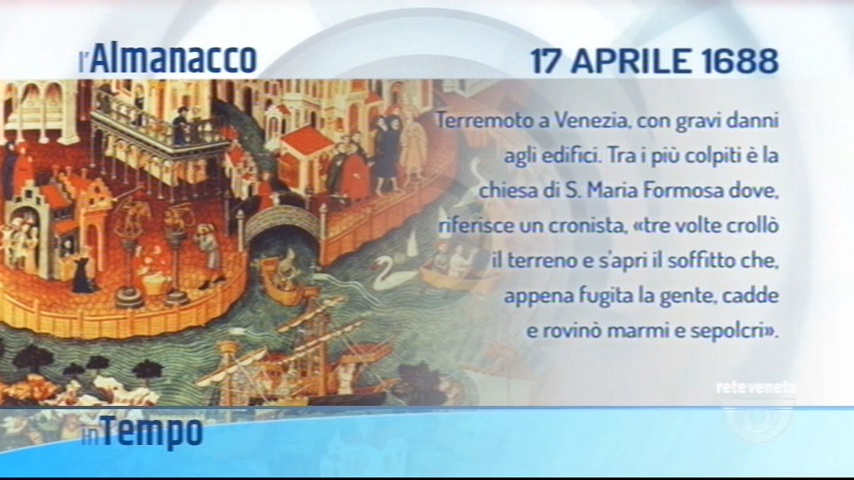 l'Almanacco
17 APRILE 1688
Terremoto a Venezia, con gravi danni
agli edifici. Tra i più colpiti è la
chiesa di S. Maria Formosa dove,
riferisce un cronista, «tre volte crollò
il terreno e s'aprì il soffitto che,
appena fugita la gente, cadde
e rovinò marmi e sepolcri».
reteveneta
inTempo